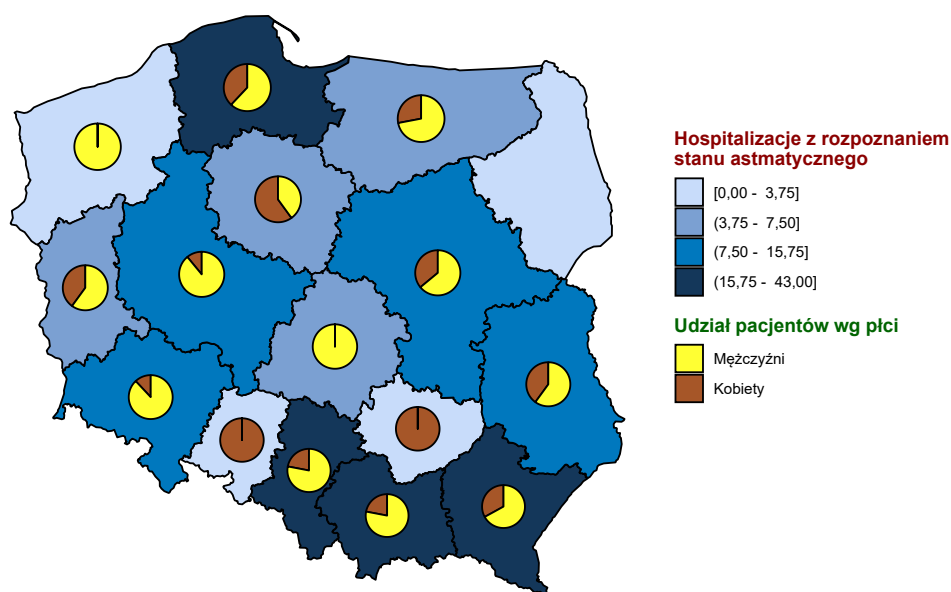 Hospitalizacje z rozpoznaniem
stanu astmatycznego
[0,00 - 3,75]
(3,75 - 7,50]
(7,50 - 15,75]
(15,75 - 43,00]
Udział pacjentów wg płci
Mężczyźni
Kobiety